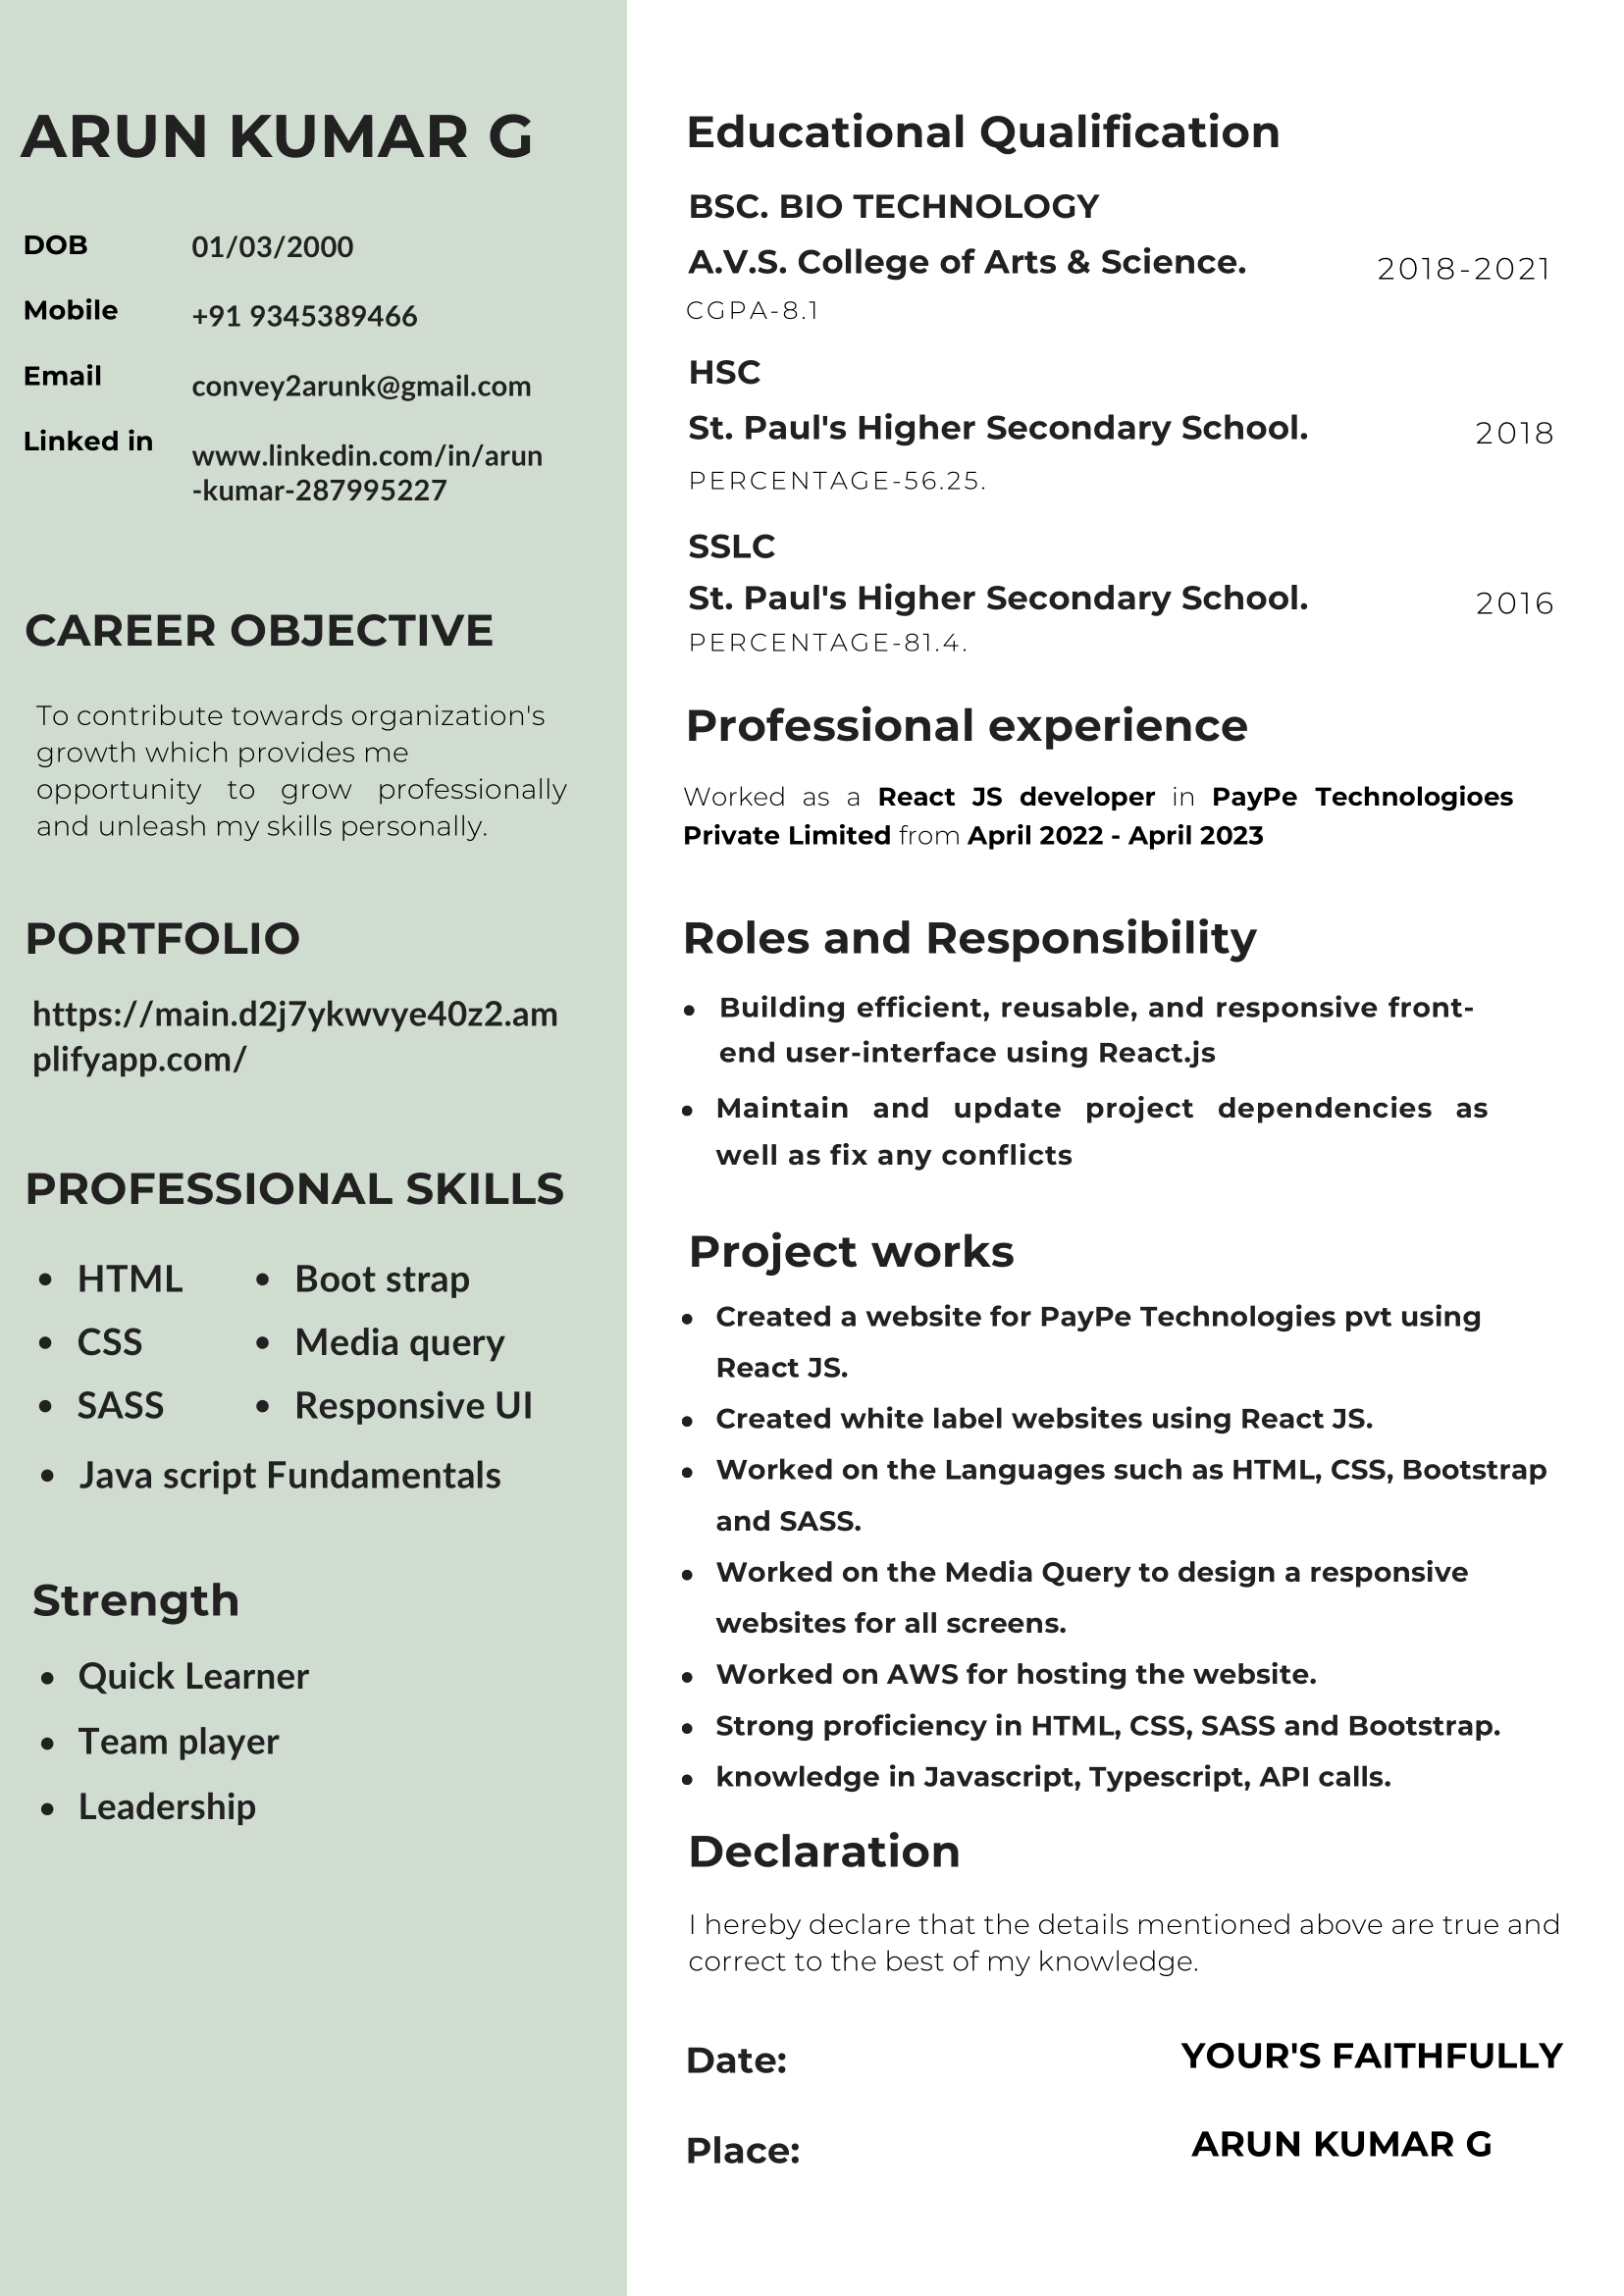 ARUN KUMAR G
DOB 01/03/2000
Mobile +91 9345389466
Email convey2arunk@gmail.com
Linked in www.linkedin.com/in/arun
-kumar-287995227
CAREER OBJECTIVE
To contribute towards organization's
growth which provides me
opportunity to grow professionally
and unleash my skills personally.
PORTFOLIO
https://main.d2j7ykwvye40z2.am
plifyapp.com/
PROFESSIONAL SKILLS
• HTML
• CSS
• SASS
• Boot strap
• Media query
• Responsive UI
• Java script Fundamentals
Strength
• Quick Learner
• Team player
• Leadership
Educational Qualification
BSC. BIO TECHNOLOGY
A.V.S. College of Arts & Science. 2018-2021
CGPA-8.1
HSC
St. Paul's Higher Secondary School. 2018
PERCENTAGE-56.25.
SSLC
St. Paul's Higher Secondary School. 2016
PERCENTAGE-81.4.
Professional experience
Worked as a React JS developer in PayPe Technologioes
Private Limited from April 2022 - April 2023
Roles and Responsibility
• Building efficient, reusable, and responsive front-
end user-interface using React.js
• Maintain and update project dependencies as
well as fix any conflicts
Project works
• Created a website for PayPe Technologies pvt using
React JS.
• Created white label websites using React JS.
• Worked on the Languages such as HTML, CSS, Bootstrap
and SASS.
• Worked on the Media Query to design a responsive
websites for all screens.
• Worked on AWS for hosting the website.
• Strong proficiency in HTML, CSS, SASS and Bootstrap.
• knowledge in Javascript, Typescript, API calls.
Declaration
I hereby declare that the details mentioned above are true and
correct to the best of my knowledge.
Date: YOUR'S FAITHFULLY
Place: ARUN KUMAR G